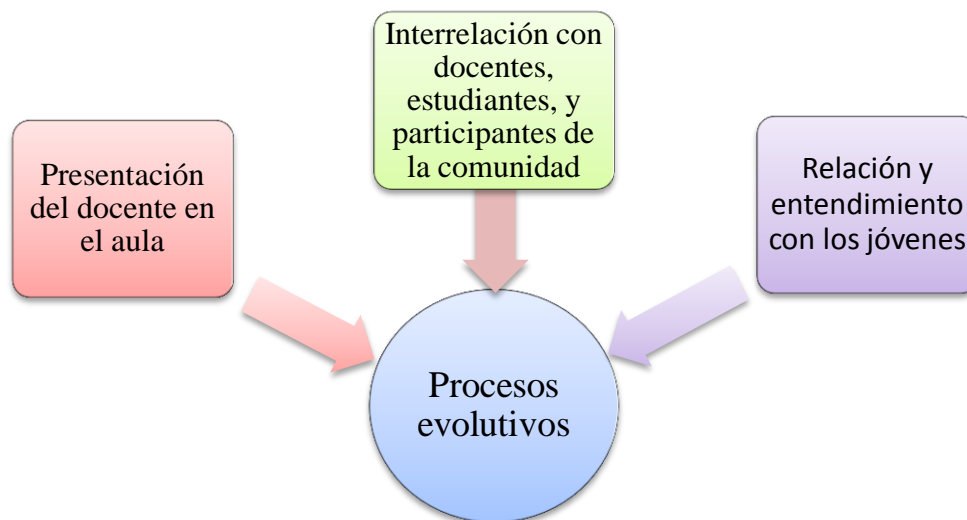 Interrelación con
docentes,
estudiantes, y
participantes de
la comunidad
Presentación
del docente en
el aula
Relación y
entendimiento
con los jóvenes
Procesos
evolutivos